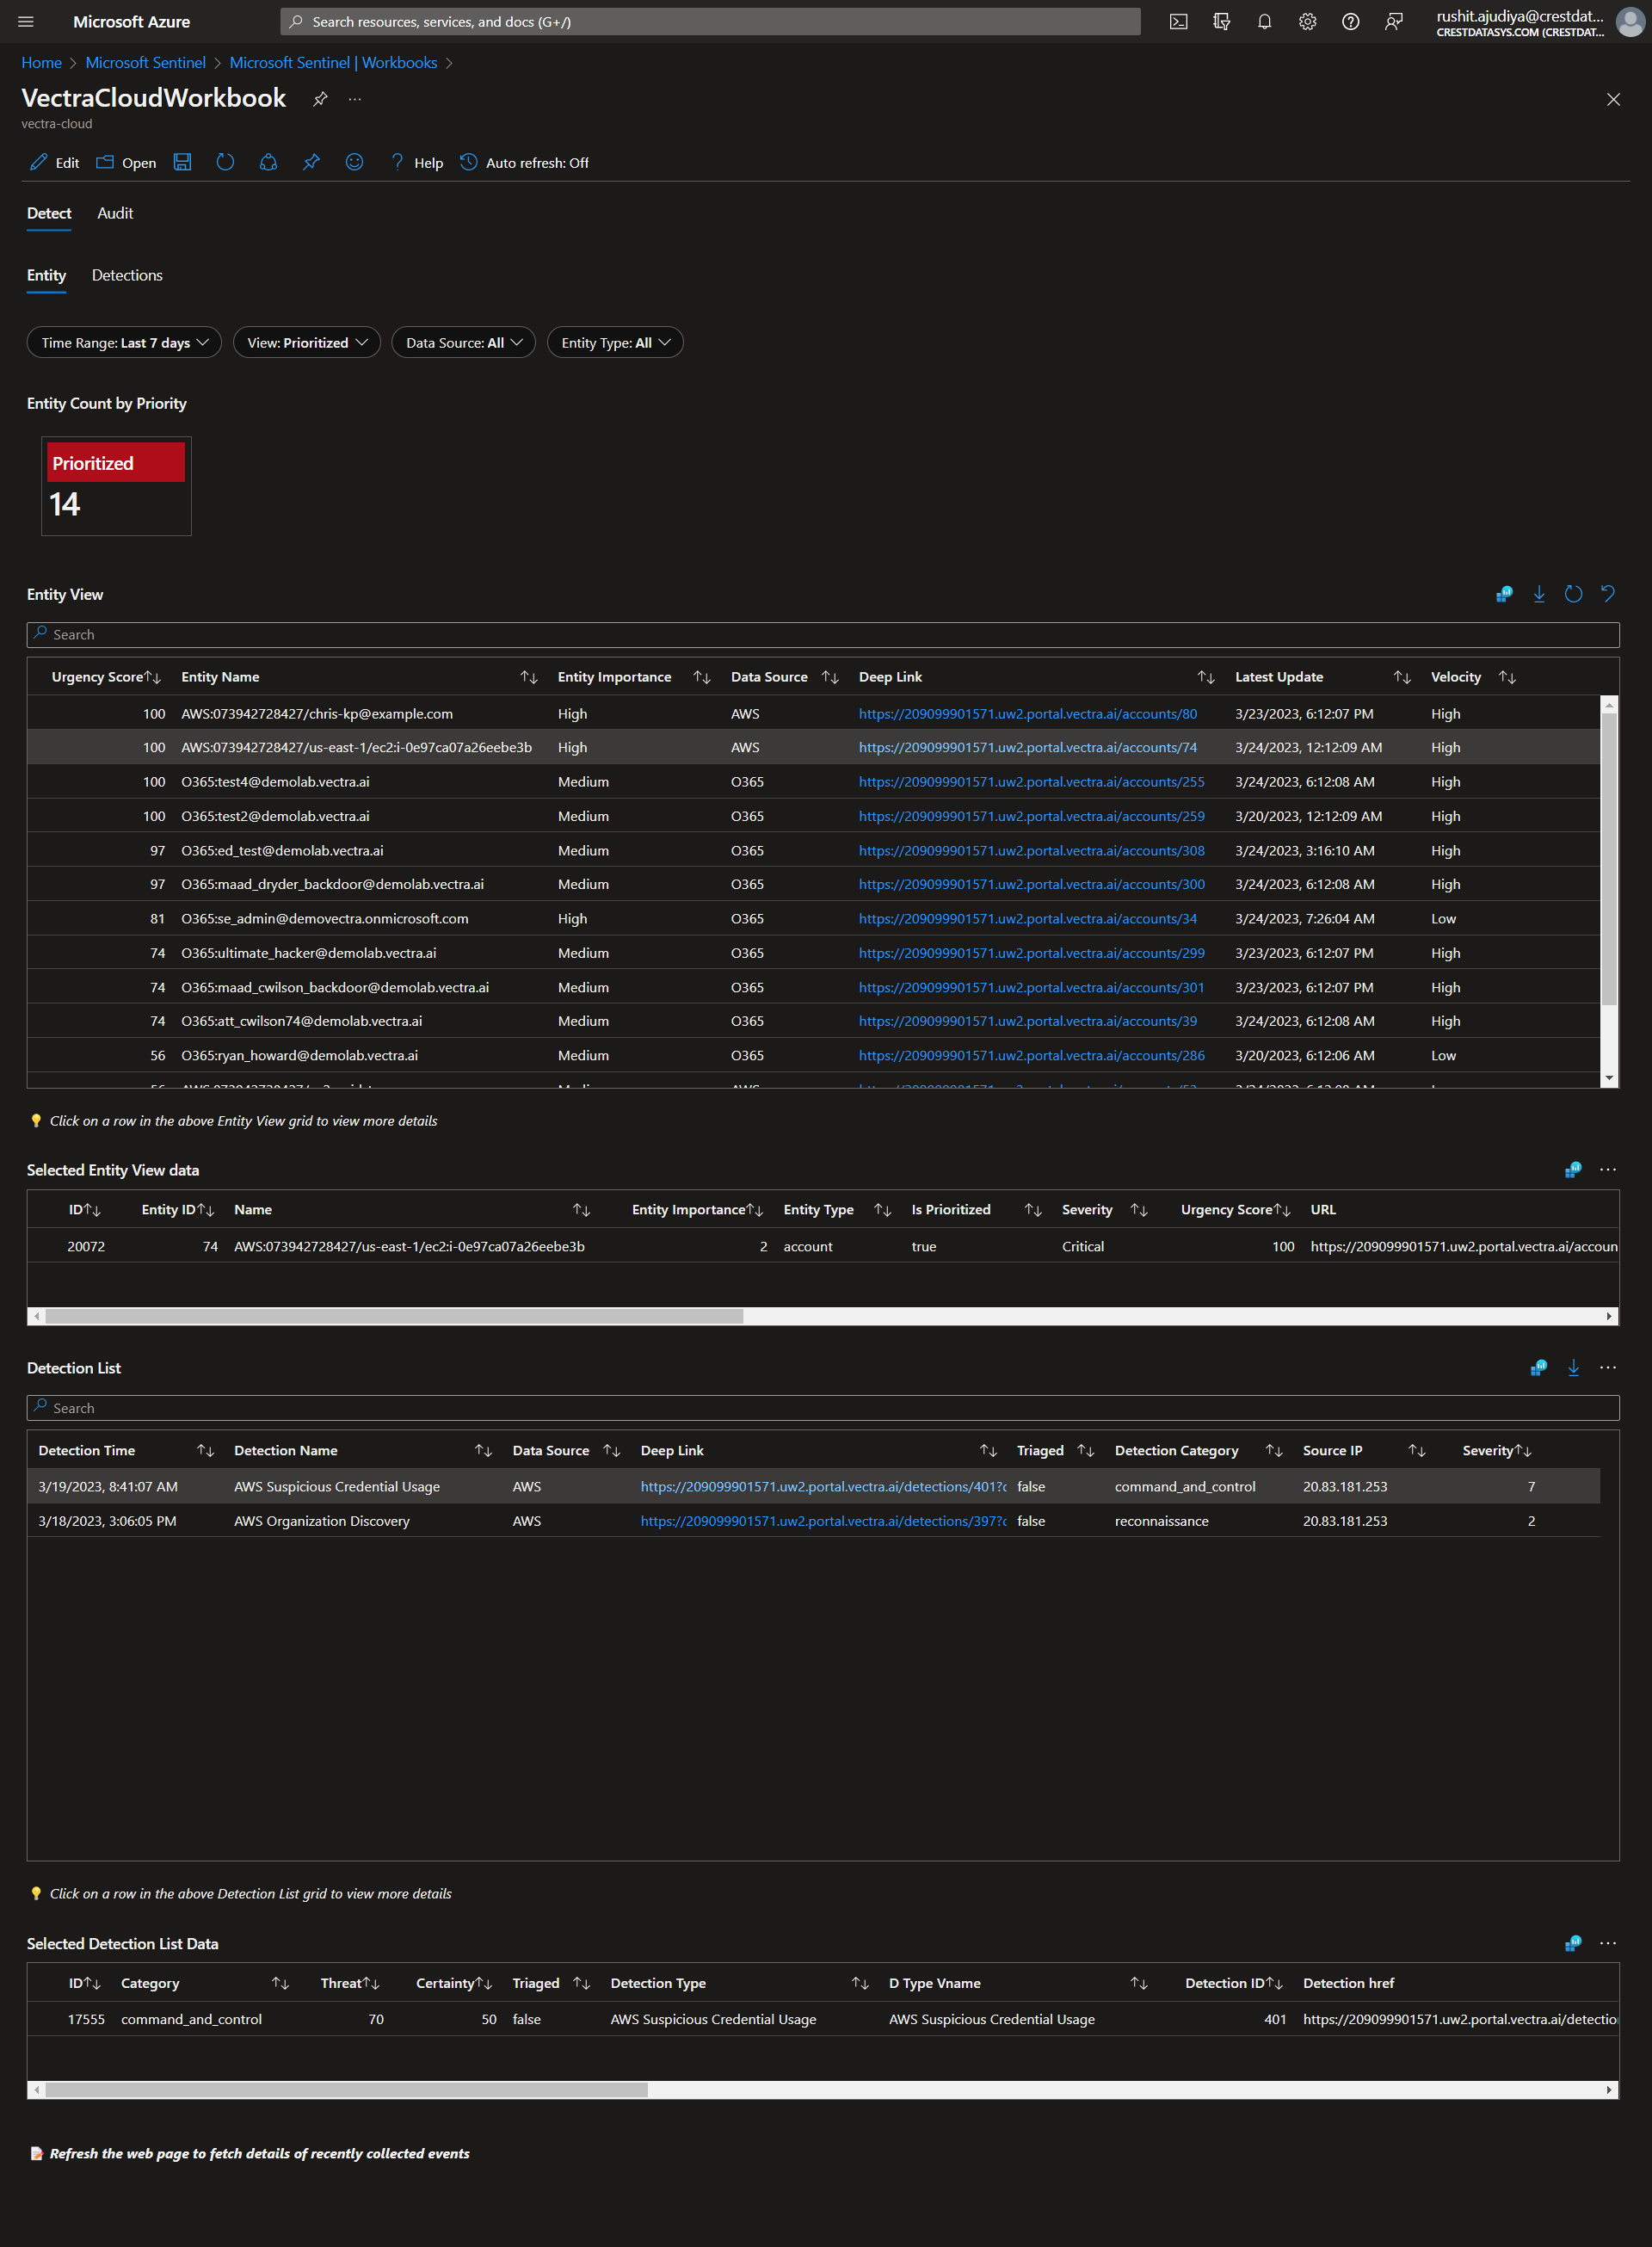 Microsoft Azure
Search resources, services, and docs (G+/)
rushit.ajudiya@crestdat...
CRESTDATASYS.COM (CRESTDAT...
Home > Microsoft Sentinel > Microsoft Sentinel | Workbooks >
VectraCloudWorkbook ...
vectra-cloud
Edit Open Help Auto refresh: Off
Detect Audit
Entity Detections
Time Range: Last 7 days View: Prioritized Data Source: All Entity Type: All
Entity Count by Priority
Prioritized
14
Entity View
Search
Urgency Score Entity Name Entity Importance Data Source Deep Link Latest Update Velocity
100 AWS:073942728427/chris-kp@example.com High AWS https://209099901571.uw2.portal.vectra.ai/accounts/80 3/23/2023, 6:12:07 PM High
100 AWS:073942728427/us-east-1/ec2:i-0e97ca07a26eebe3b High AWS https://209099901571.uw2.portal.vectra.ai/accounts/74 3/24/2023, 12:12:09 AM High
100 O365:test4@demolab.vectra.ai Medium O365 https://209099901571.uw2.portal.vectra.ai/accounts/255 3/24/2023, 6:12:08 AM High
100 O365:test2@demolab.vectra.ai Medium O365 https://209099901571.uw2.portal.vectra.ai/accounts/259 3/20/2023, 12:12:09 AM High
97 O365:ed_test@demolab.vectra.ai Medium O365 https://209099901571.uw2.portal.vectra.ai/accounts/308 3/24/2023, 3:16:10 AM High
97 O365:maad_dryder_backdoor@demolab.vectra.ai Medium O365 https://209099901571.uw2.portal.vectra.ai/accounts/300 3/24/2023, 6:12:08 AM High
81 O365:se_admin@demovectra.onmicrosoft.com High O365 https://209099901571.uw2.portal.vectra.ai/accounts/34 3/24/2023, 7:26:04 AM Low
74 O365:ultimate_hacker@demolab.vectra.ai Medium O365 https://209099901571.uw2.portal.vectra.ai/accounts/299 3/23/2023, 6:12:07 PM High
74 O365:maad_cwilson_backdoor@demolab.vectra.ai Medium O365 https://209099901571.uw2.portal.vectra.ai/accounts/301 3/23/2023, 6:12:07 PM High
74 O365:att_cwilson74@demolab.vectra.ai Medium O365 https://209099901571.uw2.portal.vectra.ai/accounts/39 3/24/2023, 6:12:08 AM High
56 O365:ryan_howard@demolab.vectra.ai Medium O365 https://209099901571.uw2.portal.vectra.ai/accounts/286 3/20/2023, 6:12:06 AM Low
Click on a row in the above Entity View grid to view more details
Selected Entity View data ...
ID Entity ID Name Entity Importance Entity Type Is Prioritized Severity Urgency Score URL
20072 74 AWS:073942728427/us-east-1/ec2:i-0e97ca07a26eebe3b 2 account true Critical 100 https://209099901571.uw2.portal.vectra.ai/accoun
Detection List ...
Search
Detection Time Detection Name Data Source Deep Link Triaged Detection Category Source IP Severity
3/19/2023, 8:41:07 AM AWS Suspicious Credential Usage AWS https://209099901571.uw2.portal.vectra.ai/detections/401? false command_and_control 20.83.181.253 7
3/18/2023, 3:06:05 PM AWS Organization Discovery AWS https://209099901571.uw2.portal.vectra.ai/detections/397? false reconnaissance 20.83.181.253 2
Click on a row in the above Detection List grid to view more details
Selected Detection List Data ...
ID Category Threat Certainty Triaged Detection Type D Type Vname Detection ID Detection href
17555 command_and_control 70 50 false AWS Suspicious Credential Usage AWS Suspicious Credential Usage 401 https://209099901571.uw2.portal.vectra.ai/detectio
Refresh the web page to fetch details of recently collected events